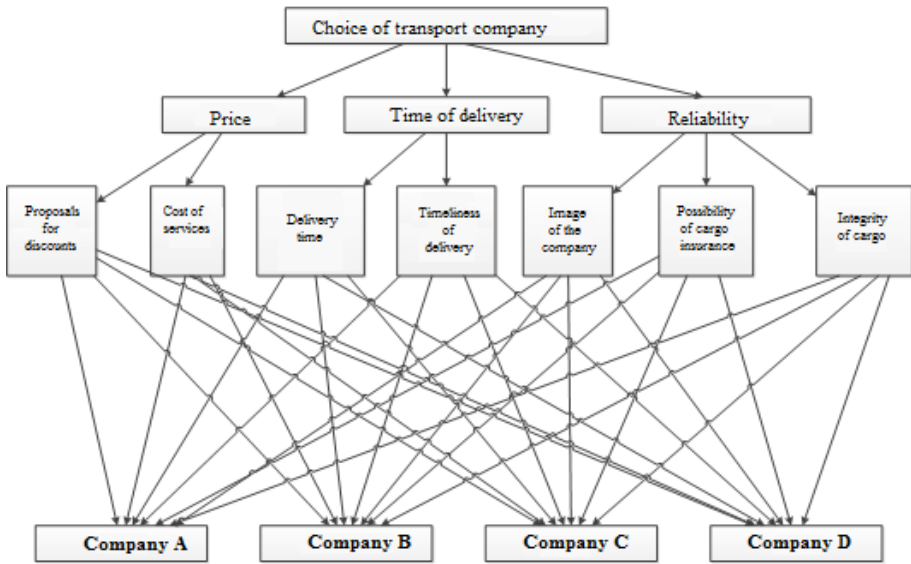 Choice of transport company
Price
Time of delivery
Reliability
Proposals
for
discounts
Cost of
services
Delivery
time
Timeliness
of
delivery
Image
of the
company
Possibility
of cargo
insurance
Integrity
of cargo
Company A
Company B
Company C
Company D